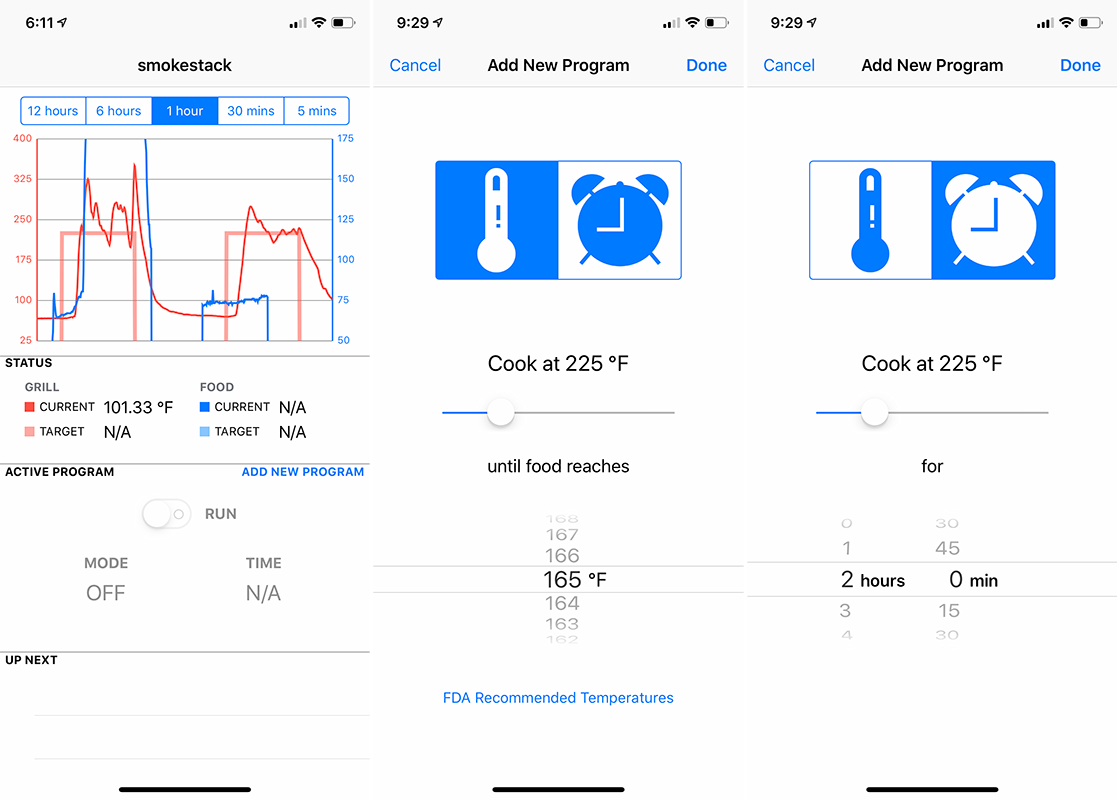 6:11
smokestack
12 hours 6 hours 1 hour 30 mins 5 mins
400 175
325 150
250 125
175 100
100 75
25 50
STATUS
GRILL FOOD
CURRENT 101.33 °F CURRENT N/A
TARGET N/A TARGET N/A
ACTIVE PROGRAM ADD NEW PROGRAM
RUN
MODE TIME
OFF N/A
UP NEXT
9:29
Cancel Add New Program Done
Cook at 225 °F
until food reaches
168
167
166
165 °F
164
163
162
FDA Recommended Temperatures
9:29
Cancel Add New Program Done
Cook at 225 °F
for
0 30
1 45
2 hours 0 min
3 15
4 30